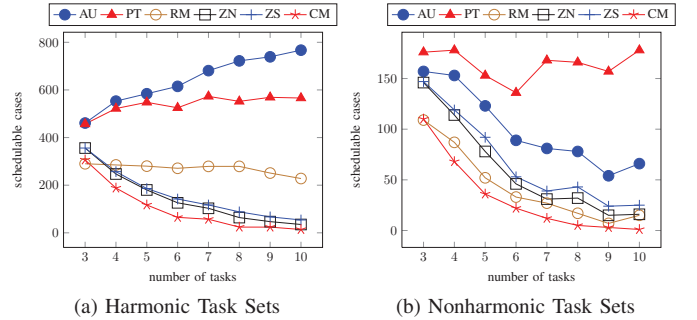 AU PT RM ZN ZS CM
800
600
400
200
0
schedulable cases
3 4 5 6 7 8 9 10
number of tasks
(a) Harmonic Task Sets
AU PT RM ZN ZS CM
150
100
50
0
schedulable cases
3 4 5 6 7 8 9 10
number of tasks
(b) Nonharmonic Task Sets